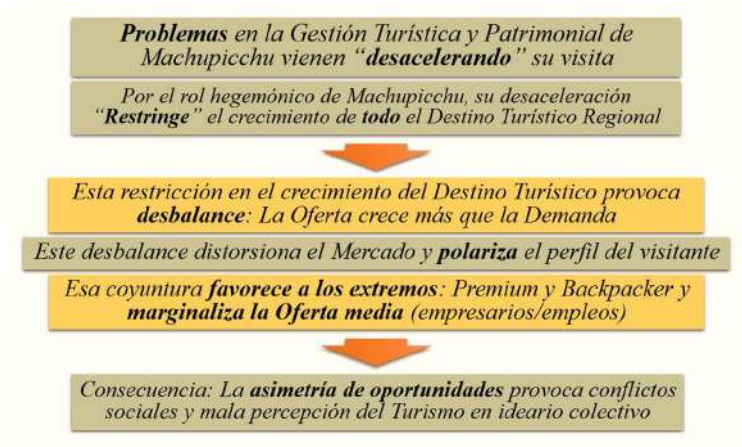 Problemas en la Gestión Turística y Patrimonial de
Machupicchu vienen “desacelerando” su visita
Por el rol hegemónico de Machupicchu, su desaceleración
“Restringe” el crecimiento de todo el Destino Turístico Regional
Esta restricción en el crecimiento del Destino Turístico provoca
desbalance: La Oferta crece más que la Demanda
Este desbalance distorsiona el Mercado y polariza el perfil del visitante
Esa coyuntura favorece a los extremos: Premium y Backpacker y
marginaliza la Oferta media (empresarios/empleos)
Consecuencia: La asimetría de oportunidades provoca conflictos
sociales y mala percepción del Turismo en ideario colectivo